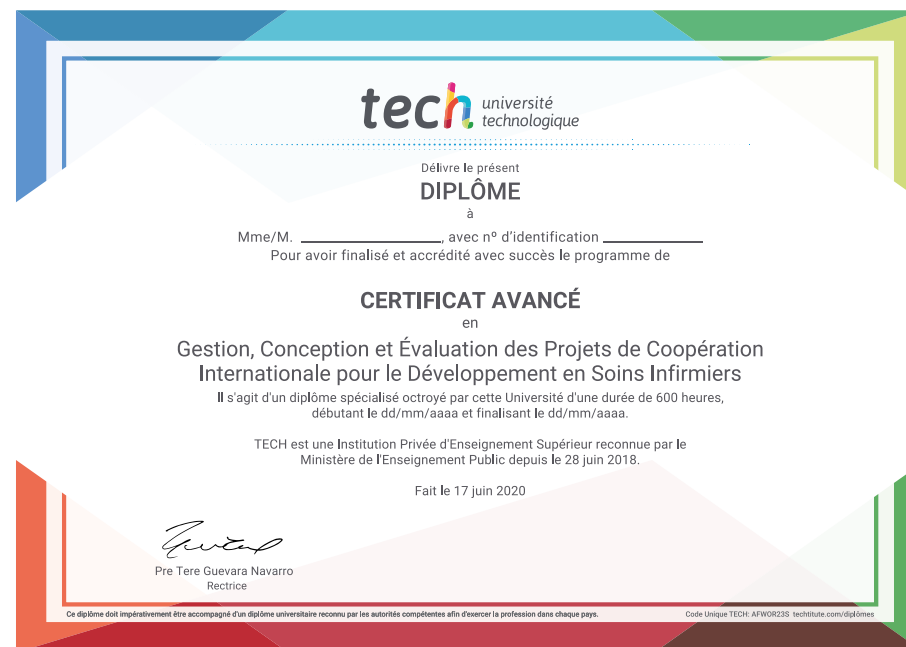 tech université
technologique
Délivre le présent
DIPLÔME
à
Mme/M. ____________________, avec nº d'identification ______________
Pour avoir finalisé et accrédité avec succès le programme de
CERTIFICAT AVANCÉ
en
Gestion, Conception et Évaluation des Projets de Coopération
Internationale pour le Développement en Soins Infirmiers
Il s'agit d'un diplôme spécialisé octroyé par cette Université d'une durée de 600 heures,
débutant le dd/mm/aaaa et finalisant le dd/mm/aaaa.
TECH est une Institution Privée d'Enseignement Supérieur reconnue par le
Ministère de l'Enseignement Public depuis le 28 juin 2018.
Fait le 17 juin 2020
Pre Tere Guevara Navarro
Rectrice
Ce diplôme doit impérativement être accompagné d'un diplôme universitaire reconnu par les autorités compétentes afin d'exercer la profession dans chaque pays.
Code Unique TECH: AFWOR23S techtitute.com/diplômes